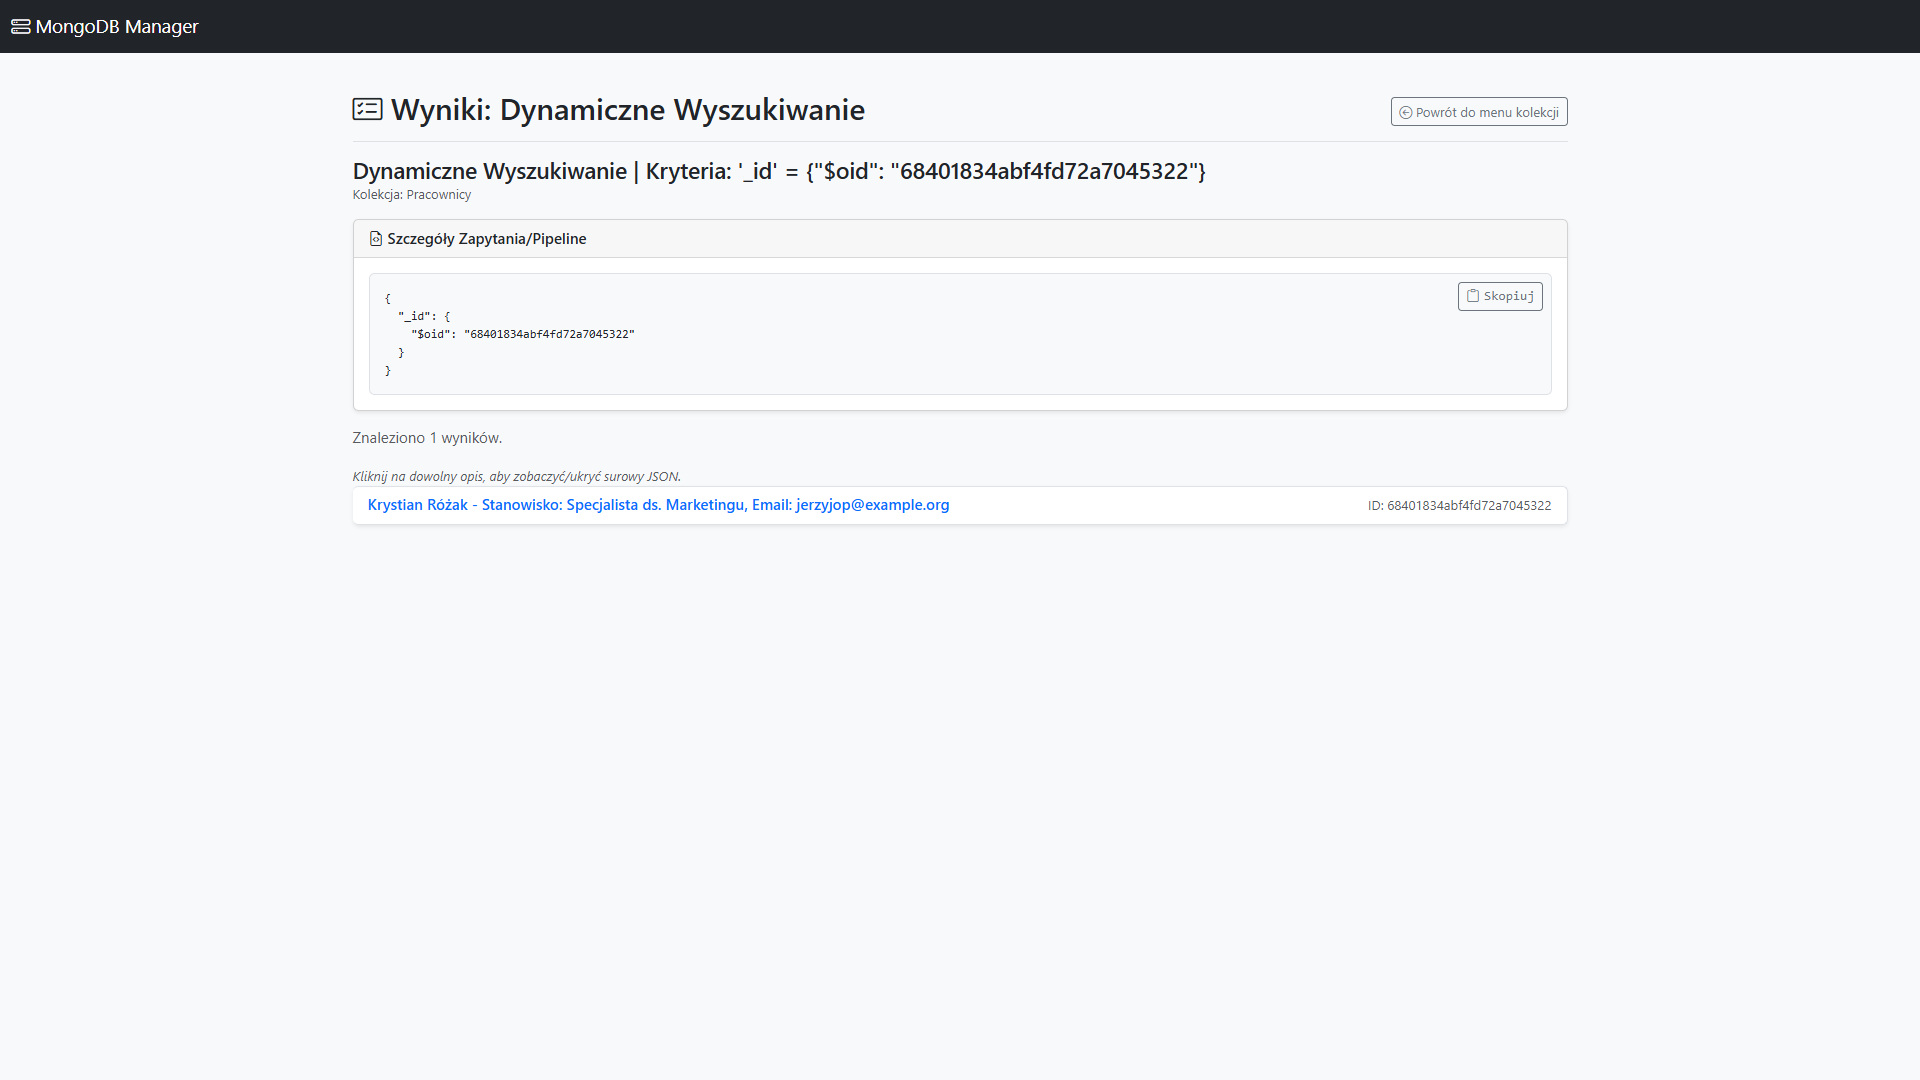 MongoDB Manager
Wyniki: Dynamiczne Wyszukiwanie
Powrót do menu kolekcji
Dynamiczne Wyszukiwanie | Kryteria: '_id' = {"$oid": "68401834abf4fd72a7045322"}
Kolekcja: Pracownicy
Szczegóły Zapytania/Pipeline
Skopiuj
{
  "_id": {
    "$oid": "68401834abf4fd72a7045322"
  }
}
Znaleziono 1 wyników.
Kliknij na dowolny opis, aby zobaczyć/ukryć surowy JSON.
Krystian Różak - Stanowisko: Specjalista ds. Marketingu, Email: jerzyjop@example.org
ID: 68401834abf4fd72a7045322